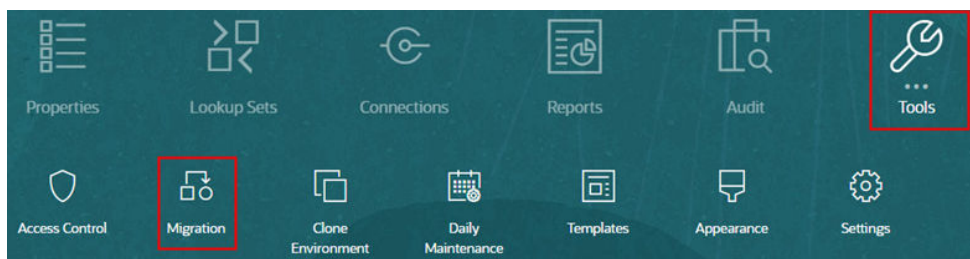 Properties
Lookup Sets
Connections
Reports
Audit
Tools
Access Control
Migration
Clone
Environment
Daily
Maintenance
Templates
Appearance
Settings